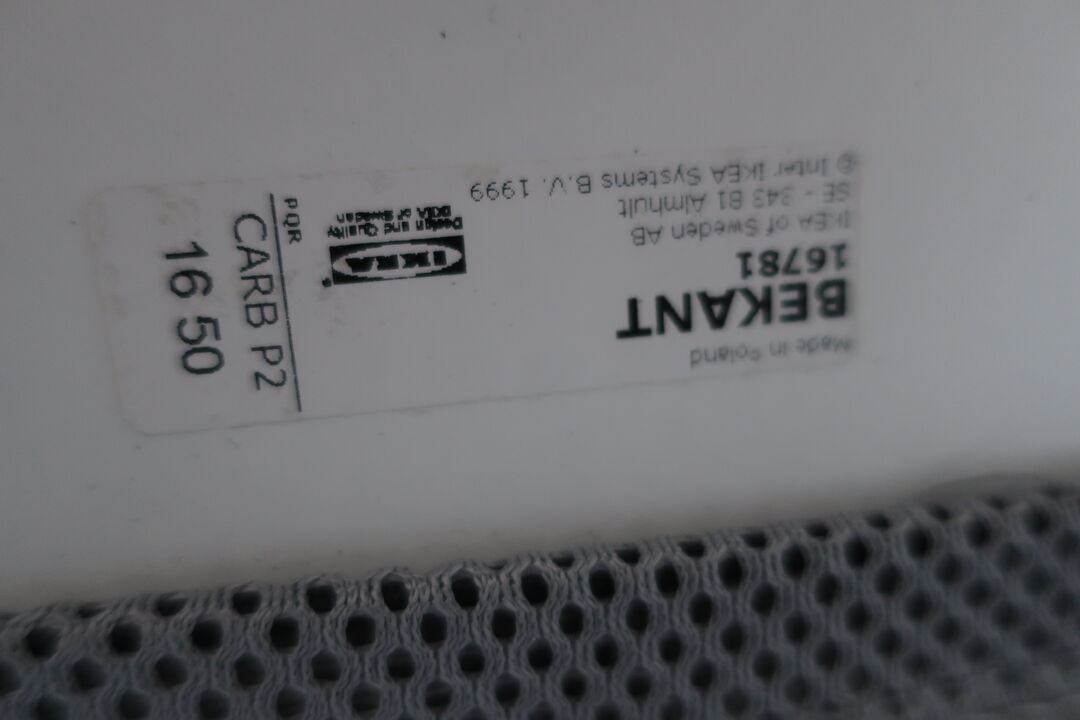 Made in Poland
BEKANT
16781
IKEA of Sweden AB
SE - 343 81 Älmhult
© Inter IKEA Systems B.V. 1999
IKEA
Design and Quality
IKEA of Sweden
PQR
CARB P2
16 50